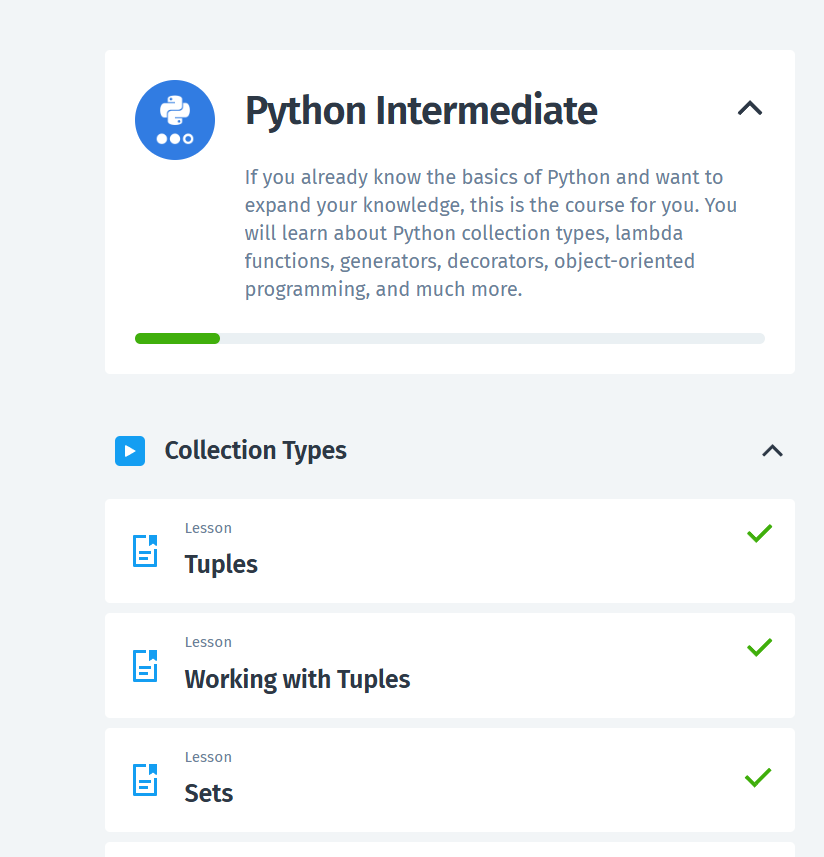 Python Intermediate
If you already know the basics of Python and want to
expand your knowledge, this is the course for you. You
will learn about Python collection types, lambda
functions, generators, decorators, object-oriented
programming, and much more.
Collection Types
Lesson
Tuples
Lesson
Working with Tuples
Lesson
Sets